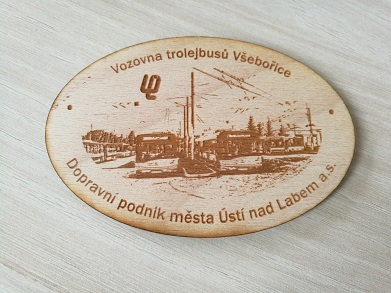 Vozovna trolejbusů Všebořice
Dopravní podnik města Ústí nad Labem a.s.